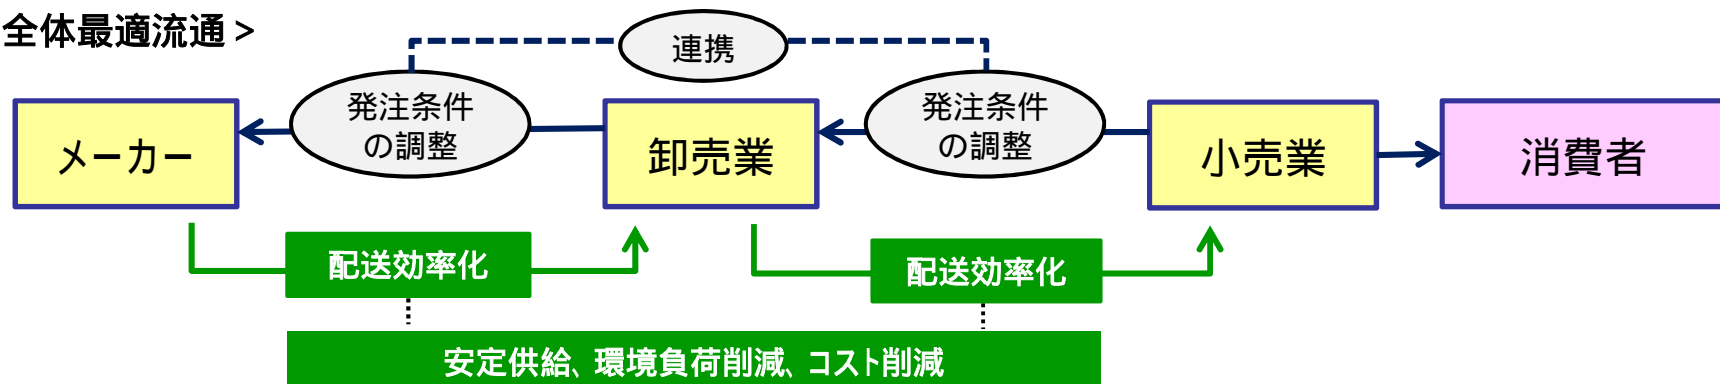 全体最適流通>
連携
発注条件
の調整
発注条件
の調整
メーカー
卸売業
小売業
消費者
配送効率化
配送効率化
安定供給、環境負荷削減、コスト削減